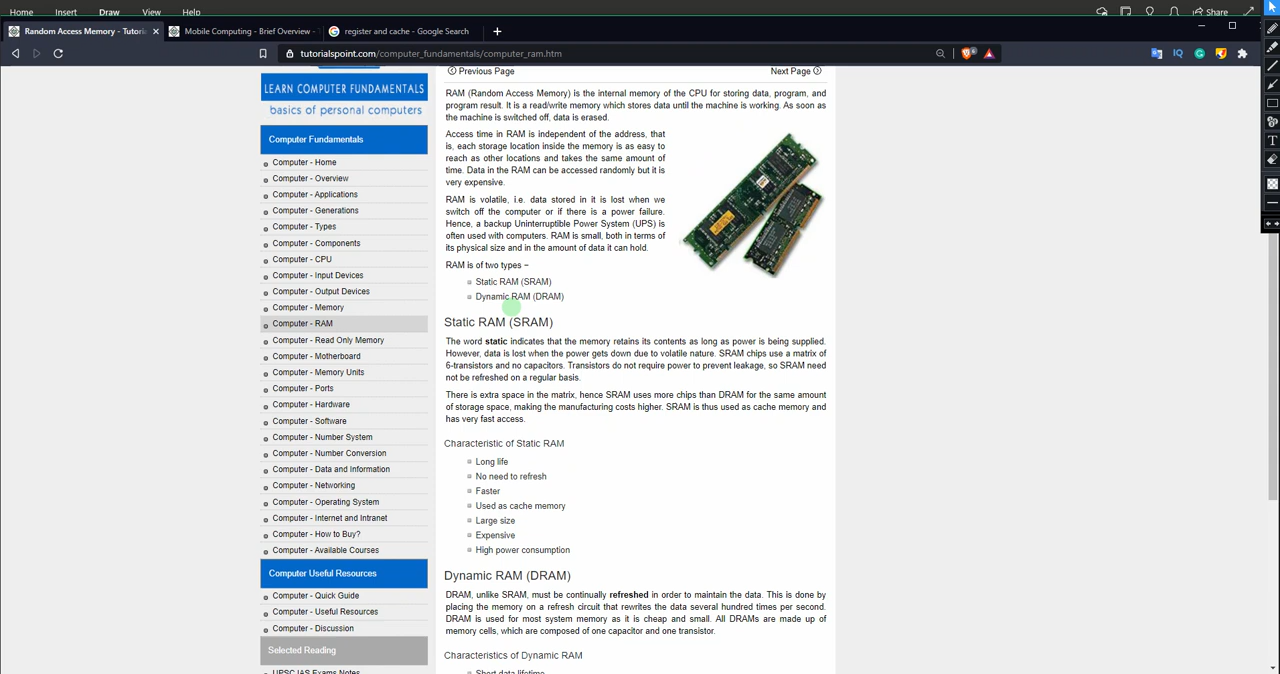 Home Insert Draw View Help Share
Random Access Memory - Tutori Mobile Computing - Brief Overview - register and cache - Google Search
tutorialspoint.com/computer_fundamentals/computer_ram.htm
Previous Page Next Page
LEARN COMPUTER FUNDAMENTALS
basics of personal computers
Computer Fundamentals
Computer - Home
Computer - Overview
Computer - Applications
Computer - Generations
Computer - Types
Computer - Components
Computer - CPU
Computer - Input Devices
Computer - Output Devices
Computer - Memory
Computer - RAM
Computer - Read Only Memory
Computer - Motherboard
Computer - Memory Units
Computer - Ports
Computer - Hardware
Computer - Software
Computer - Number System
Computer - Number Conversion
Computer - Data and Information
Computer - Networking
Computer - Operating System
Computer - Internet and Intranet
Computer - How to Buy?
Computer - Available Courses
Computer Useful Resources
Computer - Quick Guide
Computer - Useful Resources
Computer - Discussion
Selected Reading
UPSC IAS Exams Notes
RAM (Random Access Memory) is the internal memory of the CPU for storing data, program, and
program result. It is a read/write memory which stores data until the machine is working. As soon as
the machine is switched off, data is erased.
Access time in RAM is independent of the address, that
is, each storage location inside the memory is as easy to
reach as other locations and takes the same amount of
time. Data in the RAM can be accessed randomly but it is
very expensive.
RAM is volatile, i.e. data stored in it is lost when we
switch off the computer or if there is a power failure.
Hence, a backup Uninterruptible Power System (UPS) is
often used with computers. RAM is small, both in terms of
its physical size and in the amount of data it can hold.
RAM is of two types −
Static RAM (SRAM)
Dynamic RAM (DRAM)
Static RAM (SRAM)
The word static indicates that the memory retains its contents as long as power is being supplied.
However, data is lost when the power gets down due to volatile nature. SRAM chips use a matrix of
6-transistors and no capacitors. Transistors do not require power to prevent leakage, so SRAM need
not be refreshed on a regular basis.
There is extra space in the matrix, hence SRAM uses more chips than DRAM for the same amount
of storage space, making the manufacturing costs higher. SRAM is thus used as cache memory and
has very fast access.
Characteristic of Static RAM
Long life
No need to refresh
Faster
Used as cache memory
Large size
Expensive
High power consumption
Dynamic RAM (DRAM)
DRAM, unlike SRAM, must be continually refreshed in order to maintain the data. This is done by
placing the memory on a refresh circuit that rewrites the data several hundred times per second.
DRAM is used for most system memory as it is cheap and small. All DRAMs are made up of
memory cells, which are composed of one capacitor and one transistor.
Characteristics of Dynamic RAM
Short data lifetime